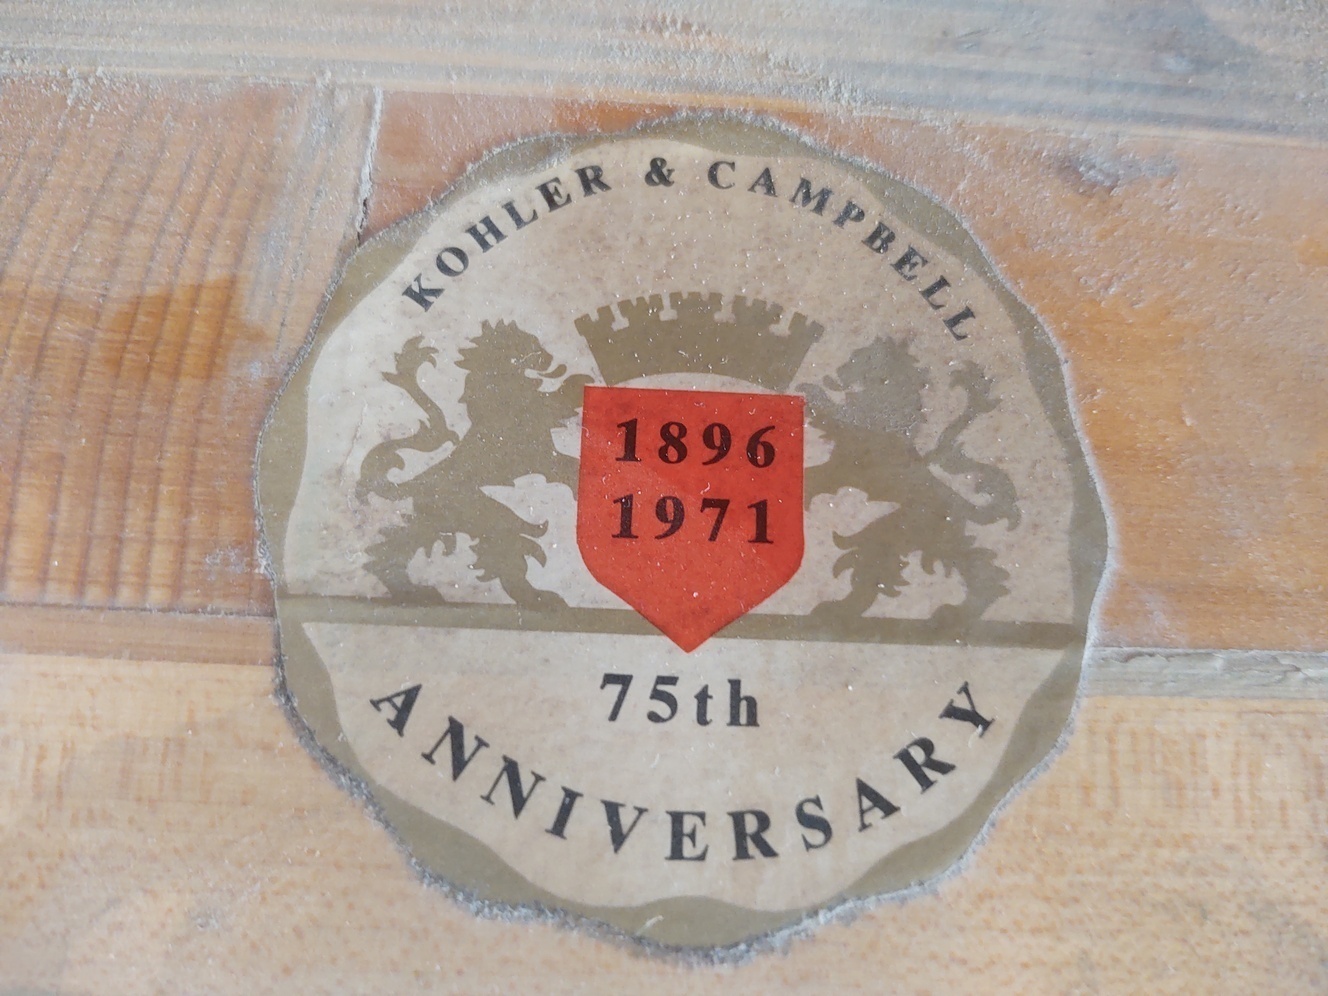 KOHLER & CAMPBELL
1896
1971
75th
ANNIVERSARY